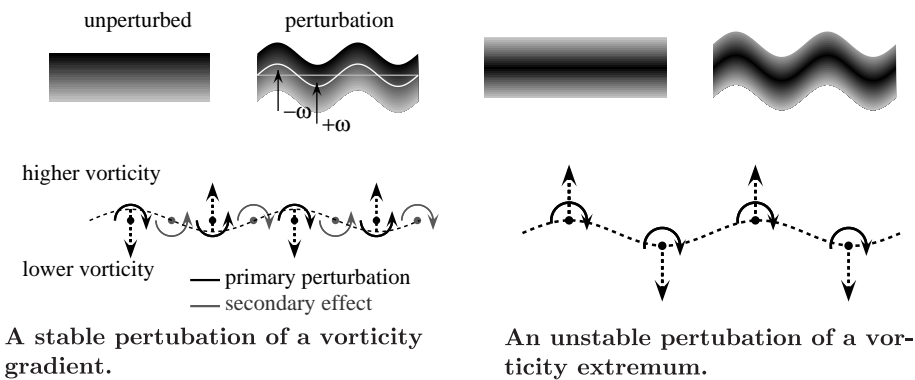 unperturbed
perturbation
−ω
+ω
higher vorticity
lower vorticity
primary perturbation
secondary effect
A stable pertubation of a vorticity
gradient.
An unstable pertubation of a vor-
ticity extremum.